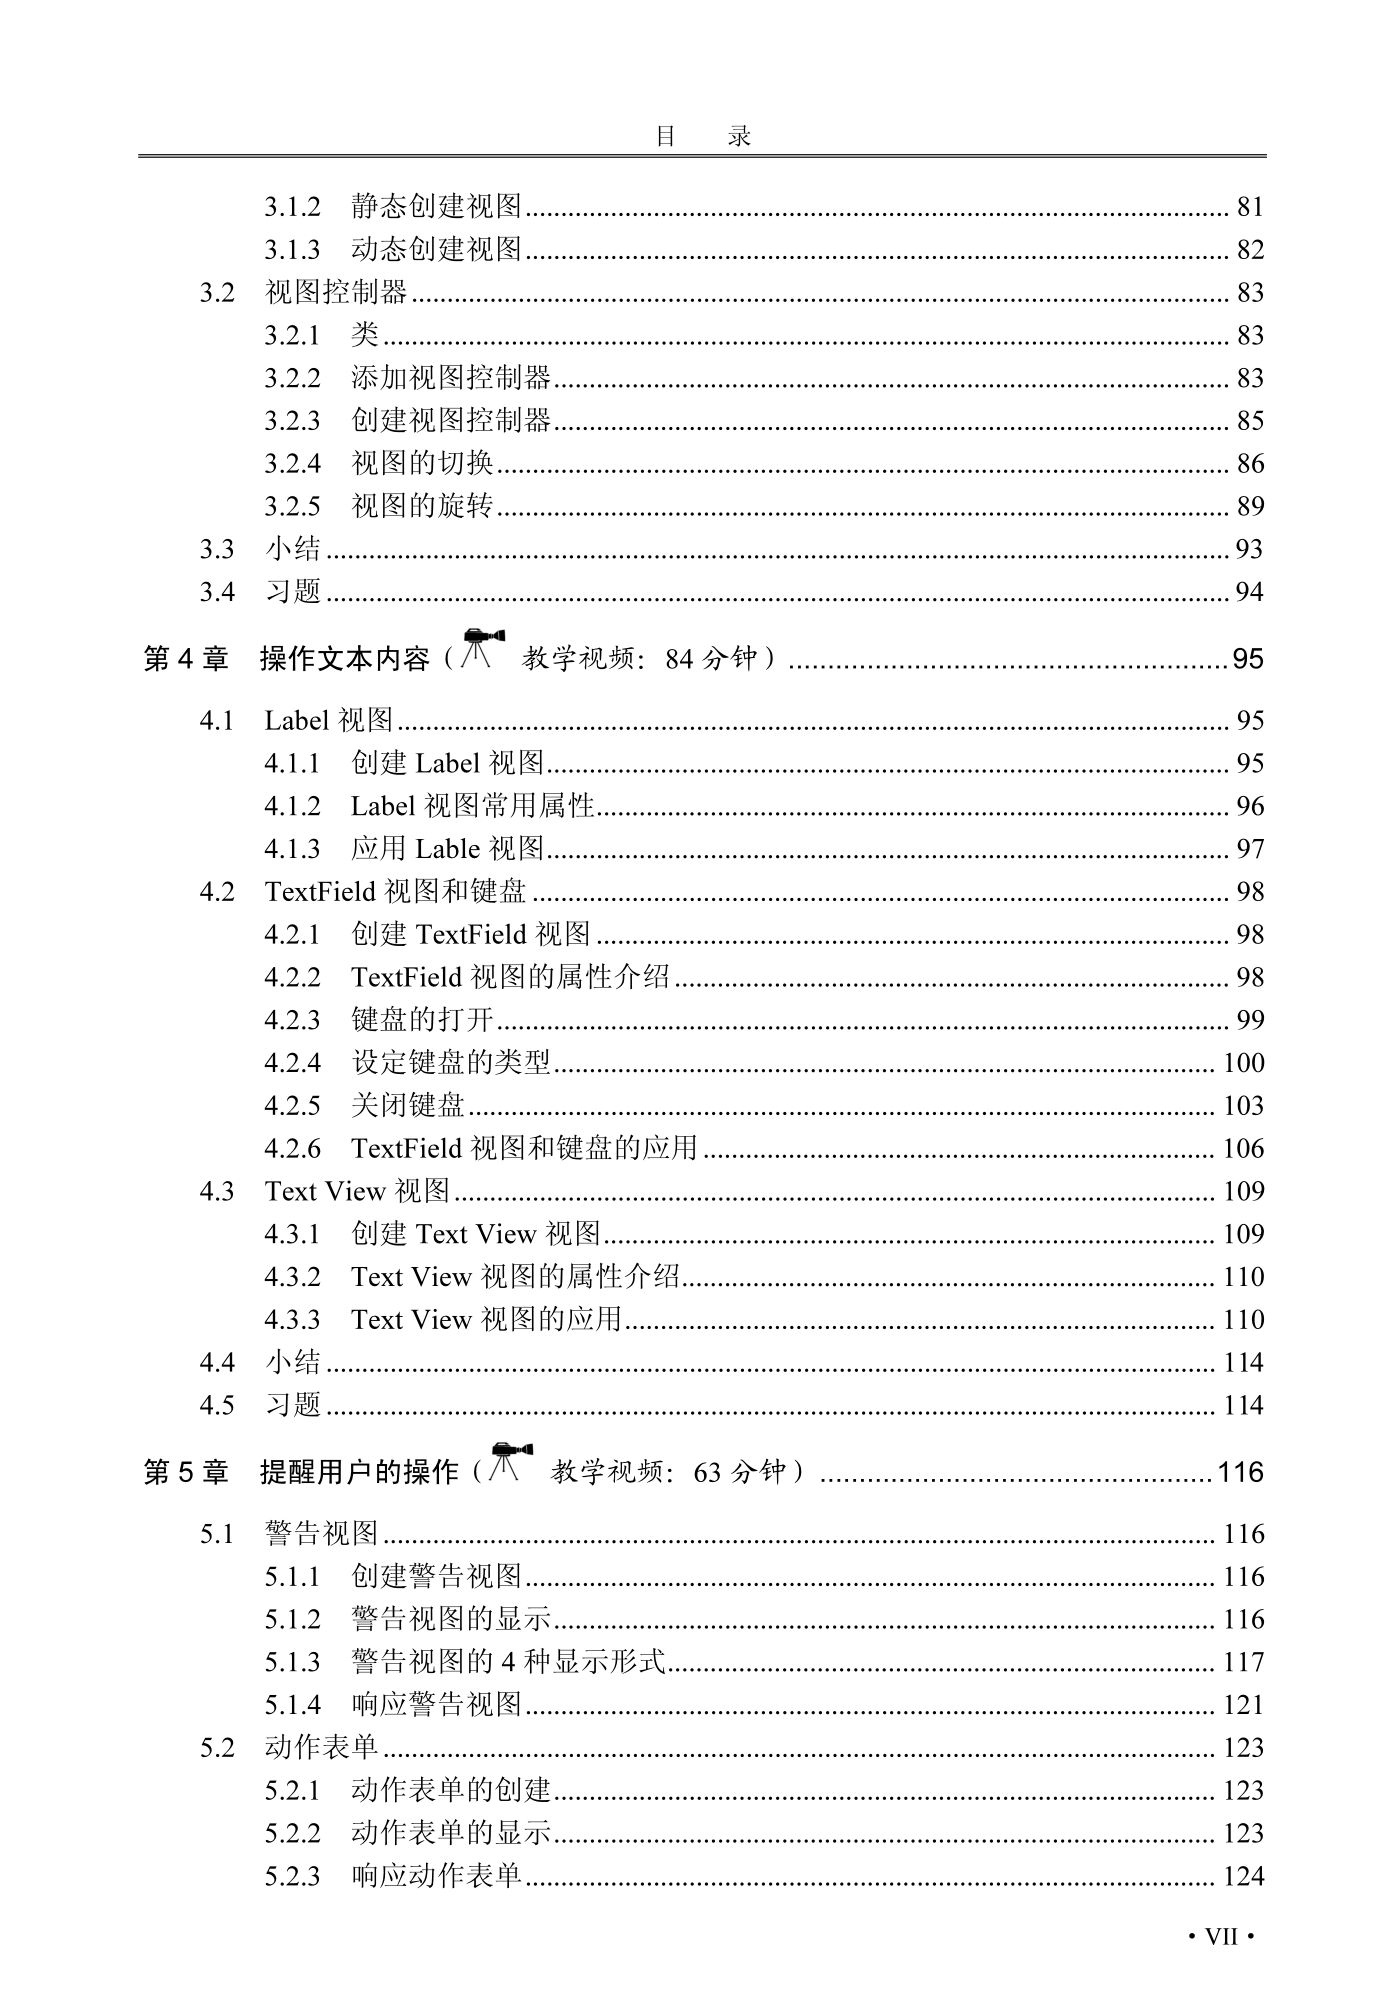 目 录
3.1.2 静态创建视图 81
3.1.3 动态创建视图 82
3.2 视图控制器 83
3.2.1 类 83
3.2.2 添加视图控制器 83
3.2.3 创建视图控制器 85
3.2.4 视图的切换 86
3.2.5 视图的旋转 89
3.3 小结 93
3.4 习题 94
第 4 章 操作文本内容（ 教学视频：84 分钟） 95
4.1 Label 视图 95
4.1.1 创建 Label 视图 95
4.1.2 Label 视图常用属性 96
4.1.3 应用 Lable 视图 97
4.2 TextField 视图和键盘 98
4.2.1 创建 TextField 视图 98
4.2.2 TextField 视图的属性介绍 98
4.2.3 键盘的打开 99
4.2.4 设定键盘的类型 100
4.2.5 关闭键盘 103
4.2.6 TextField 视图和键盘的应用 106
4.3 Text View 视图 109
4.3.1 创建 Text View 视图 109
4.3.2 Text View 视图的属性介绍 110
4.3.3 Text View 视图的应用 110
4.4 小结 114
4.5 习题 114
第 5 章 提醒用户的操作（ 教学视频：63 分钟） 116
5.1 警告视图 116
5.1.1 创建警告视图 116
5.1.2 警告视图的显示 116
5.1.3 警告视图的 4 种显示形式 117
5.1.4 响应警告视图 121
5.2 动作表单 123
5.2.1 动作表单的创建 123
5.2.2 动作表单的显示 123
5.2.3 响应动作表单 124
· VII ·